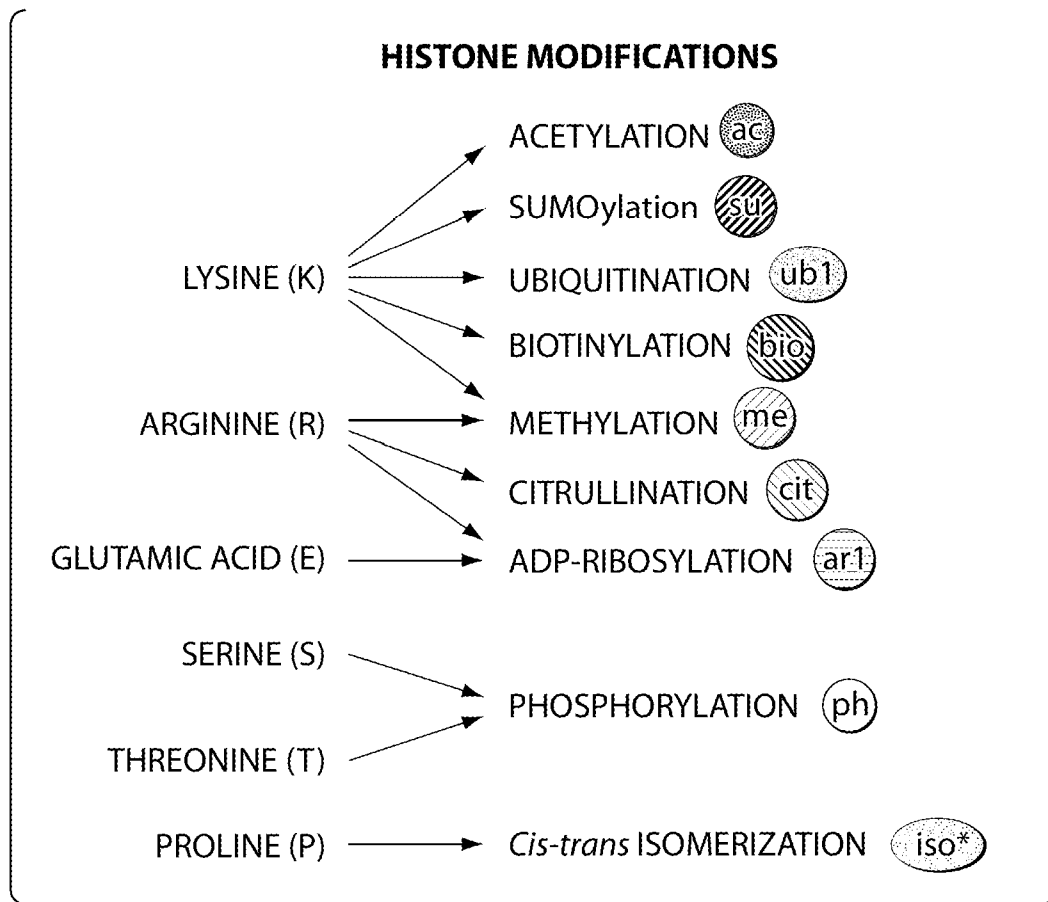 HISTONE MODIFICATIONS
ACETYLATION ac
SUMOylation su
LYSINE (K) UBIQUITINATION ub1
BIOTINYLATION bio
ARGININE (R) METHYLATION me
CITRULLINATION cit
GLUTAMIC ACID (E) ADP-RIBOSYLATION ar1
SERINE (S)
PHOSPHORYLATION ph
THREONINE (T)
PROLINE (P) Cis-trans ISOMERIZATION iso*